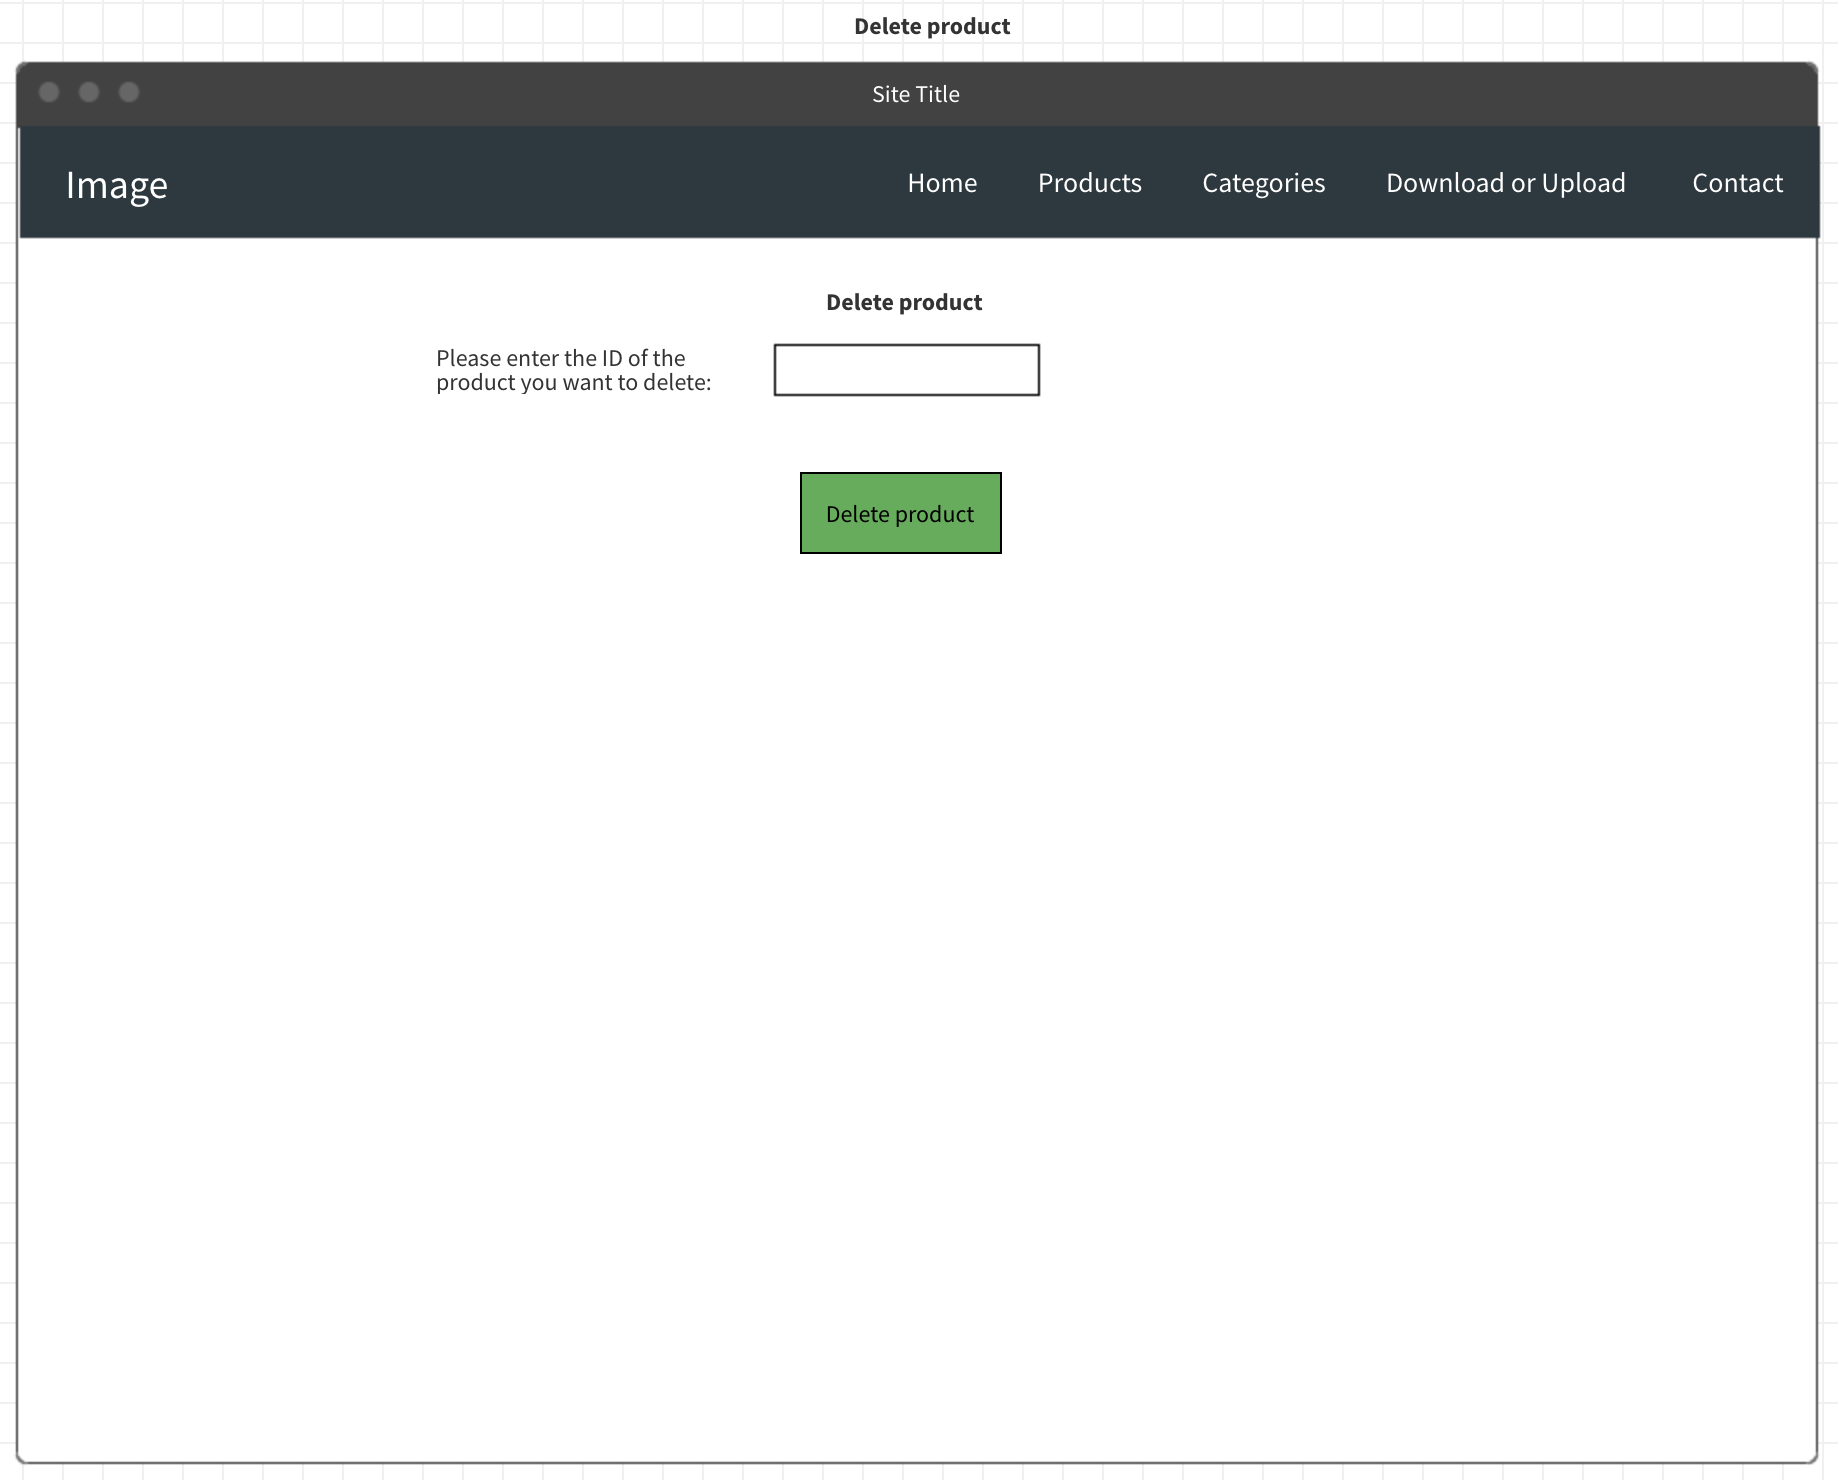 Delete product
Site Title
Image
Home Products Categories Download or Upload Contact
Delete product
Please enter the ID of the
product you want to delete:
Delete product